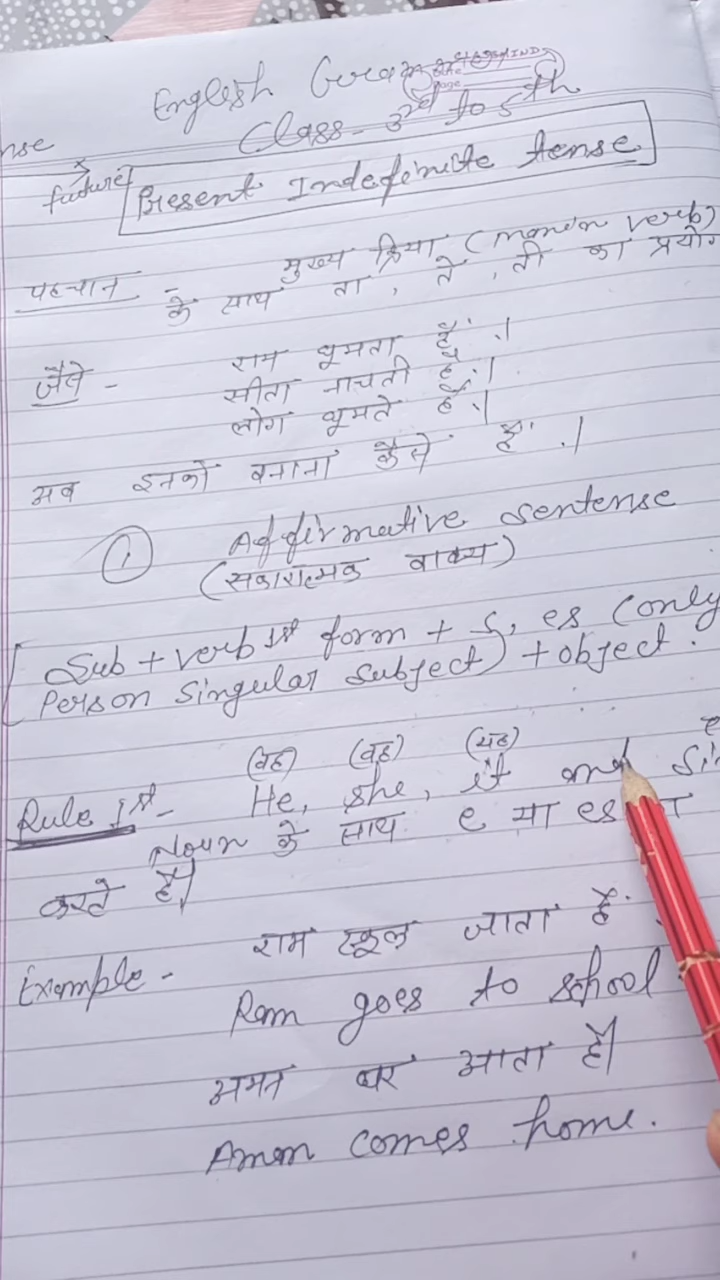 English
Class - 3rd to 5th
nse
future
Present Indefinite tense
पहचान - मुख्य क्रिया (main verb)
के साथ ता, ते, ती का प्रयोग
जैसे - राम घूमता है।
सीता नाचती है।
लोग घूमते हैं।
अब इनको बनाना कैसे है।
① Affirmative sentence
(सकारात्मक वाक्य)
Sub + verb 1st form + s, es (only
Person singular subject) + object.
(वह) (वह) (यह)
Rule 1st - He, she, it and
Noun के साथ e या es
करते हैं।
Example - राम स्कूल जाता है
Ram goes to school
अमन घर आता है।
Aman comes home.